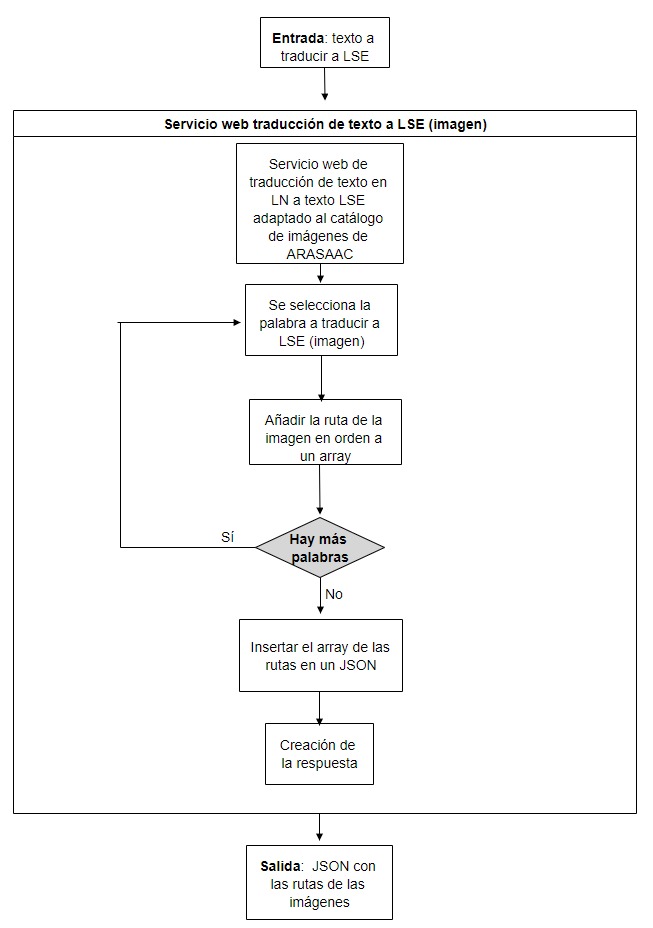 Entrada: texto a
traducir a LSE
Servicio web traducción de texto a LSE (imagen)
Servicio web de
traducción de texto en
LN a texto LSE
adaptado al catálogo
de imágenes de
ARASAAC
Se selecciona la
palabra a traducir a
LSE (imagen)
Añadir la ruta de la
imagen en orden a
un array
Sí
Hay más
palabras
No
Insertar el array de las
rutas en un JSON
Creación de
la respuesta
Salida: JSON con
las rutas de las
imágenes